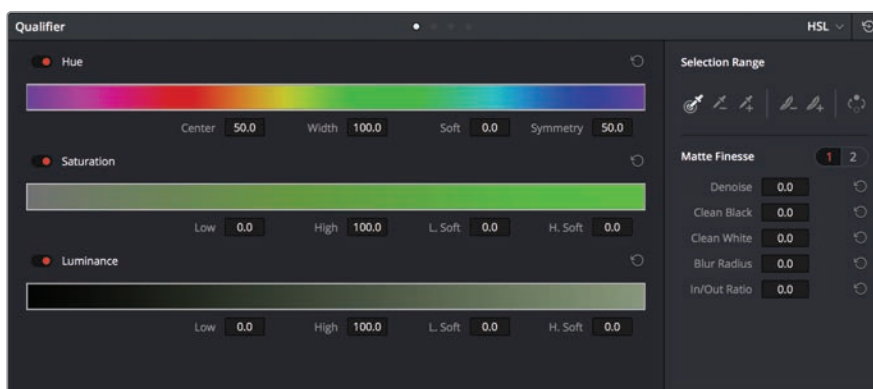 Qualifier HSL
Hue
Center 50.0 Width 100.0 Soft 0.0 Symmetry 50.0
Saturation
Low 0.0 High 100.0 L. Soft 0.0 H. Soft 0.0
Luminance
Low 0.0 High 100.0 L. Soft 0.0 H. Soft 0.0
Selection Range
Matte Finesse 1 2
Denoise 0.0
Clean Black 0.0
Clean White 0.0
Blur Radius 0.0
In/Out Ratio 0.0